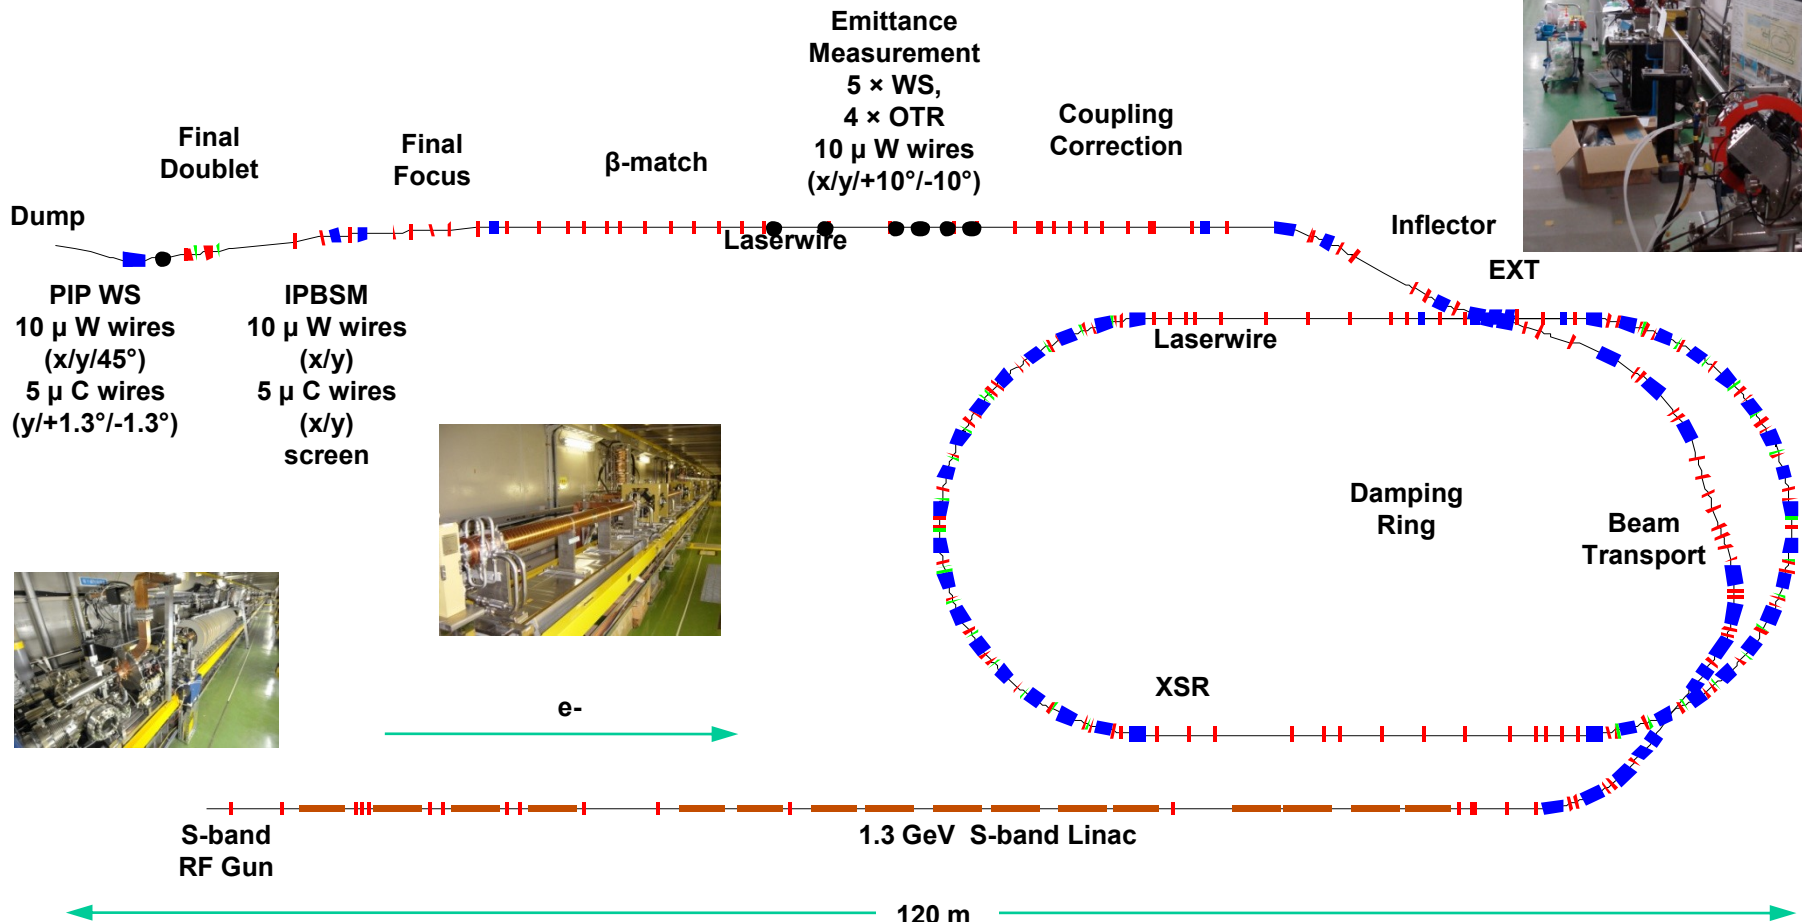 Emittance
Measurement
5 × WS,
4 × OTR
10 µ W wires
(x/y/+10°/-10°)
Coupling
Correction
Final
Doublet
Final
Focus
β-match
Dump
Laserwire
Inflector
EXT
PIP WS
10 µ W wires
(x/y/45°)
5 µ C wires
(y/+1.3°/-1.3°)
IPBSM
10 µ W wires
(x/y)
5 µ C wires
(x/y)
screen
Laserwire
Damping
Ring
Beam
Transport
XSR
e-
S-band
RF Gun
1.3 GeV S-band Linac
120 m